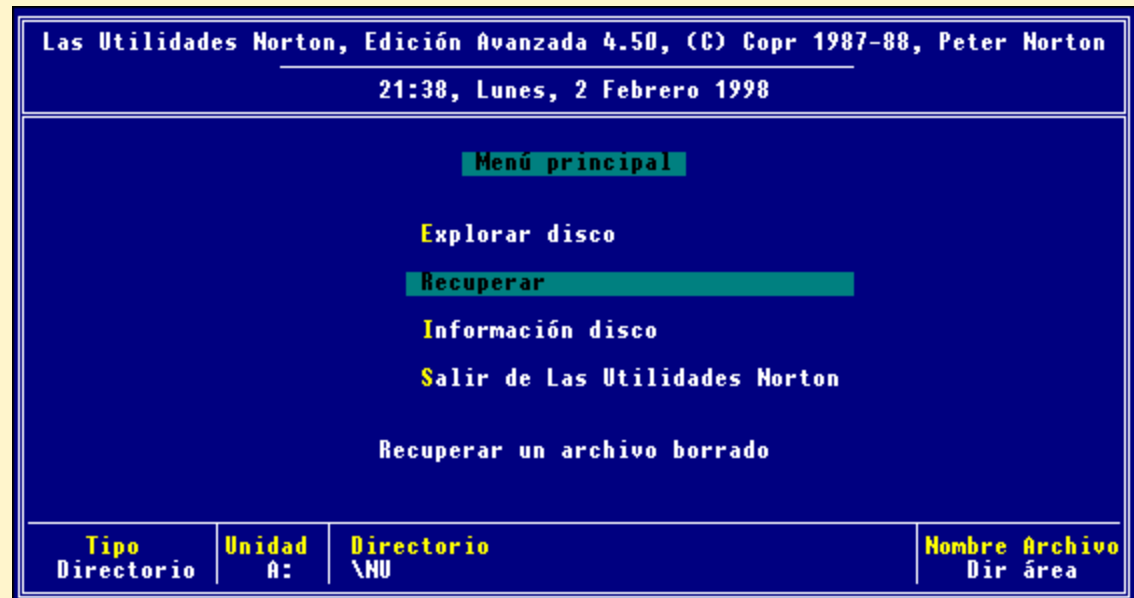 Las Utilidades Norton, Edición Avanzada 4.50, (C) Copr 1987-88, Peter Norton
21:38, Lunes, 2 Febrero 1998
Menú principal
Explorar disco
Recuperar
Información disco
Salir de Las Utilidades Norton
Recuperar un archivo borrado
Tipo Unidad Directorio Nombre Archivo
Directorio A: \NU Dir área